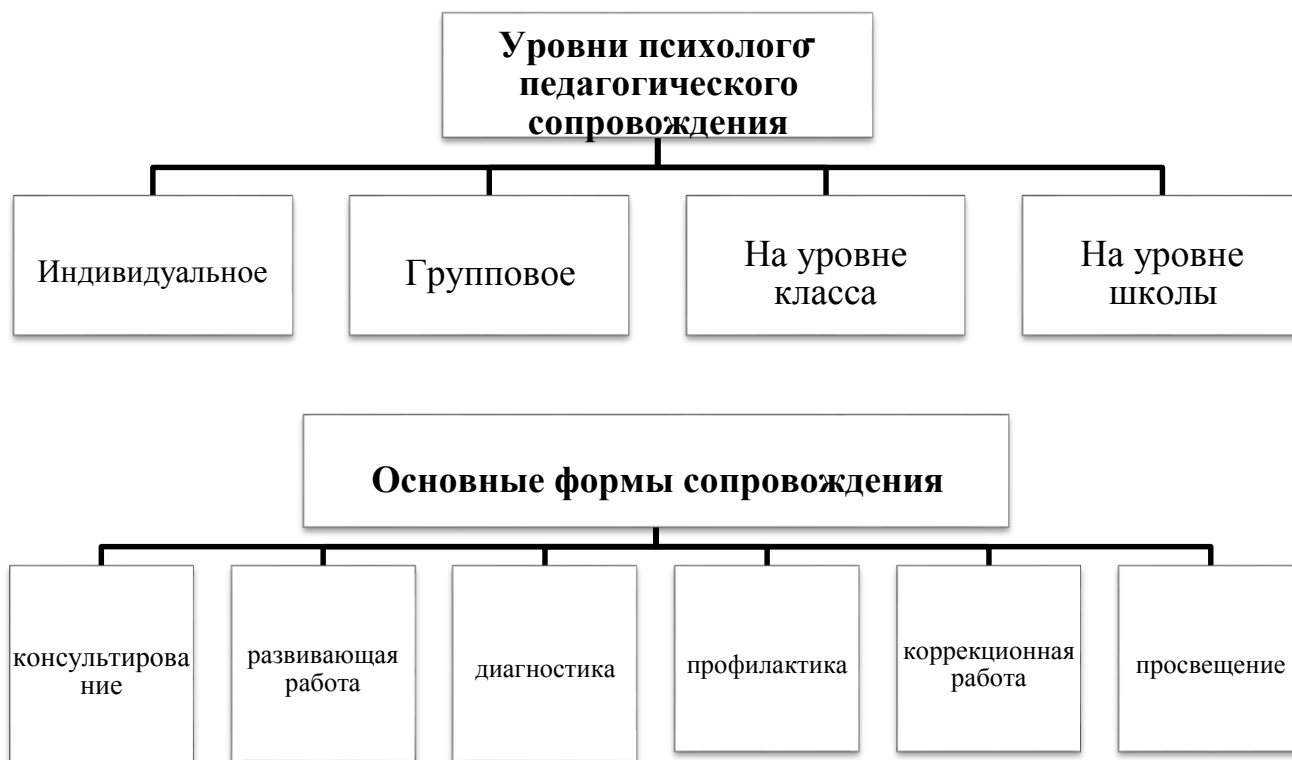 Уровни психолого-
педагогического
сопровождения
Индивидуальное
Групповое
На уровне
класса
На уровне
школы
Основные формы сопровождения
консультирова
ние
развивающая
работа
диагностика
профилактика
коррекционная
работа
просвещение